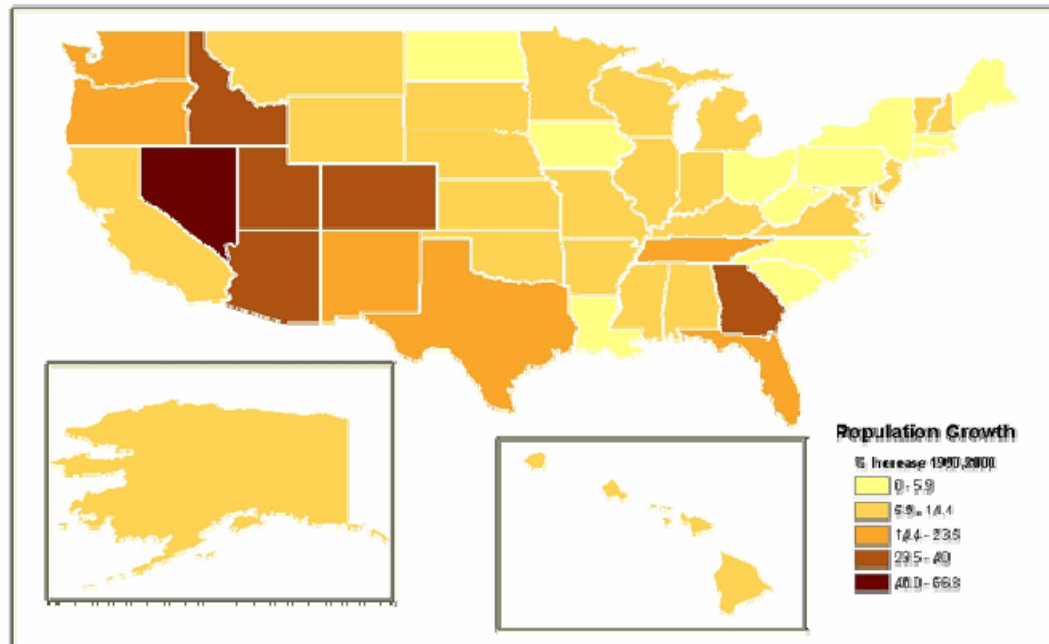 Population Growth
% Increase 1990,2000
0 - 5.9
5.9 - 14.4
14.4 - 23.5
23.5 - 40
40.0 - 66.3